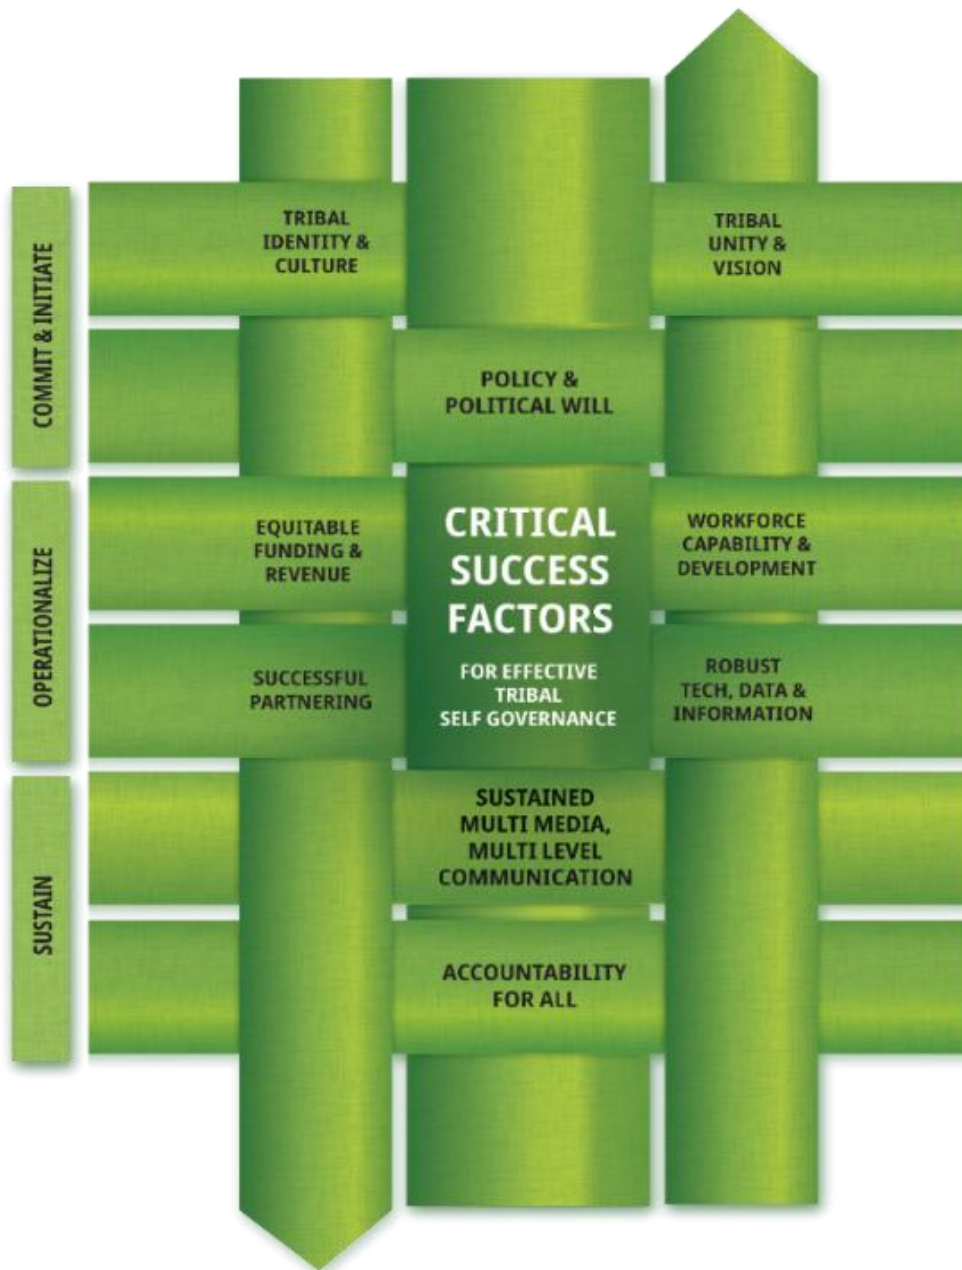 COMMIT & INITIATE
TRIBAL
IDENTITY &
CULTURE
TRIBAL
UNITY &
VISION
POLICY &
POLITICAL WILL
OPERATIONALIZE
EQUITABLE
FUNDING &
REVENUE
CRITICAL
SUCCESS
FACTORS
FOR EFFECTIVE
TRIBAL
SELF GOVERNANCE
WORKFORCE
CAPABILITY &
DEVELOPMENT
SUCCESSFUL
PARTNERING
ROBUST
TECH, DATA &
INFORMATION
SUSTAIN
SUSTAINED
MULTI MEDIA,
MULTI LEVEL
COMMUNICATION
ACCOUNTABILITY
FOR ALL